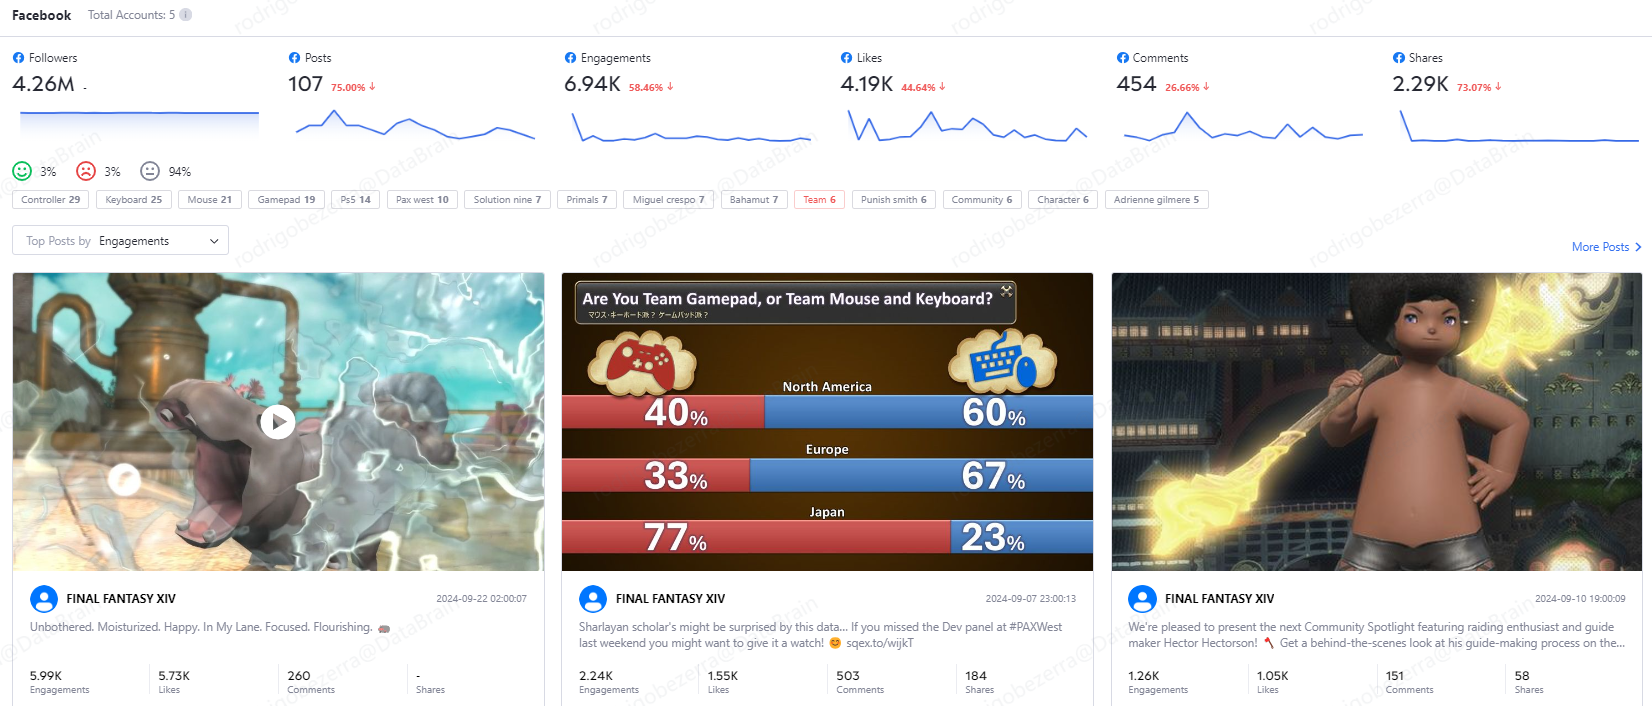 Facebook Total Accounts: 5
Followers Posts Engagements Likes Comments Shares
4.26M - 107 75.00% ↓ 6.94K 58.46% ↓ 4.19K 44.64% ↓ 454 26.66% ↓ 2.29K 73.07% ↓
3% 3% 94%
Controller 29 Keyboard 25 Mouse 21 Gamepad 19 Ps5 14 Pax west 10 Solution nine 7 Primals 7 Miguel crespo 7 Bahamut 7 Team 6 Punish smith 6 Community 6 Character 6 Adrienne gilmere 5
Top Posts by Engagements
More Posts
Are You Team Gamepad, or Team Mouse and Keyboard?
マウス・キーボード派？ ゲームパッド派？
North America
40% 60%
Europe
33% 67%
Japan
77% 23%
FINAL FANTASY XIV 2024-09-22 02:00:07
Unbothered. Moisturized. Happy. In My Lane. Focused. Flourishing. 🦛
5.99K 5.73K 260 -
Engagements Likes Comments Shares
FINAL FANTASY XIV 2024-09-07 23:00:13
Sharlayan scholar's might be surprised by this data... If you missed the Dev panel at #PAXWest
last weekend you might want to give it a watch! 😊 sqex.to/wijkT
2.24K 1.55K 503 184
Engagements Likes Comments Shares
FINAL FANTASY XIV 2024-09-10 19:00:09
We're pleased to present the next Community Spotlight featuring raiding enthusiast and guide
maker Hector Hectorson! 🪓 Get a behind-the-scenes look at his guide-making process on the...
1.26K 1.05K 151 58
Engagements Likes Comments Shares
rodrigobezerra@DataBrain